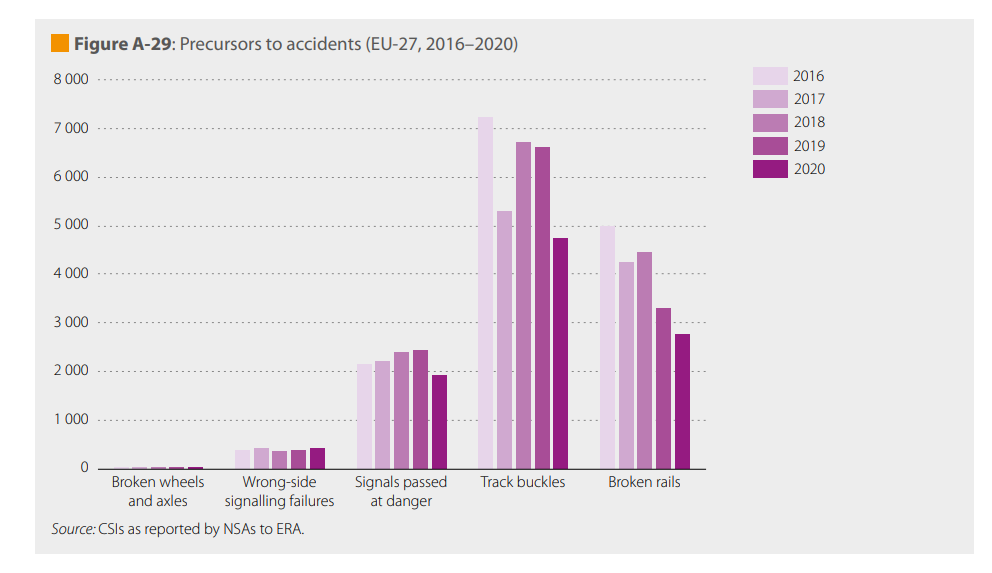 Figure A-29: Precursors to accidents (EU-27, 2016–2020)
8 000
7 000
6 000
5 000
4 000
3 000
2 000
1 000
0
Broken wheels
and axles
Wrong-side
signalling failures
Signals passed
at danger
Track buckles
Broken rails
2016
2017
2018
2019
2020
Source: CSIs as reported by NSAs to ERA.